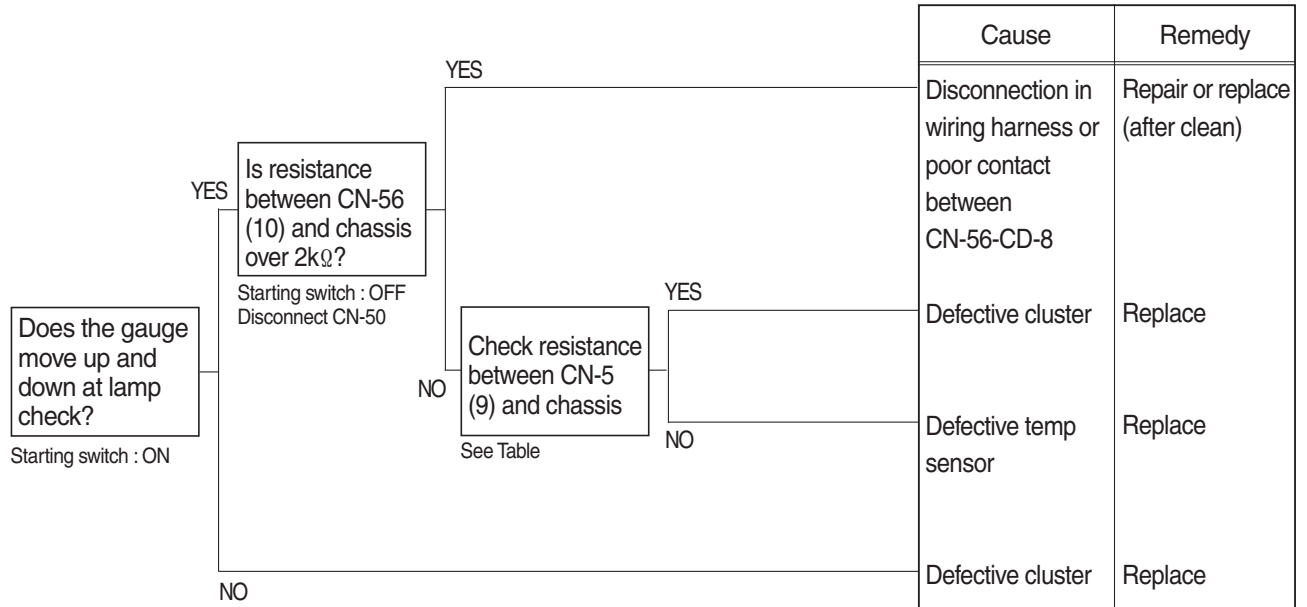 Cause
Remedy
YES
Disconnection in
wiring harness or
poor contact
between
CN-56-CD-8
Repair or replace
(after clean)
YES
Is resistance
between CN-56
(10) and chassis
over 2kΩ?
Starting switch : OFF
Disconnect CN-50
YES
Defective cluster
Replace
Does the gauge
move up and
down at lamp
check?
Starting switch : ON
NO
Check resistance
between CN-5
(9) and chassis
See Table
NO
Defective temp
sensor
Replace
NO
Defective cluster
Replace